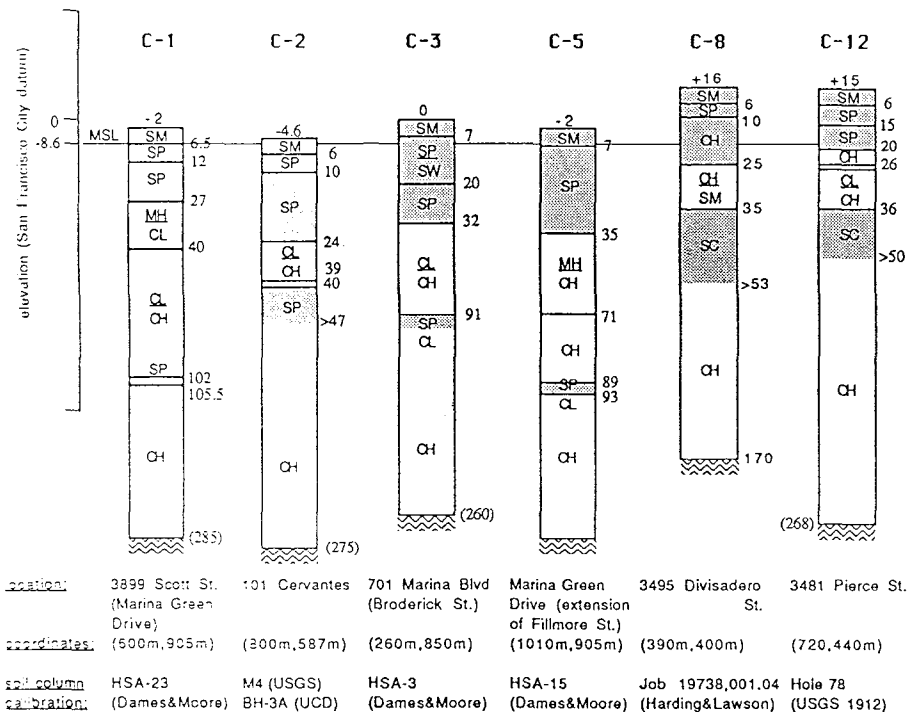 C-1 C-2 C-3 C-5 C-8 C-12
elevation (San Francisco City datum)
0
-8.6
MSL
-2
SM
6.5
SP
12
SP
27
MH
CL
40
CL
CH
SP
102
105.5
CH
(285)
-4.6
SM
6
SP
10
SP
24
CL
CH
39
40
SP
>47
CH
(275)
0
SM
7
SP
SW
20
SP
32
CL
CH
91
SP
CL
CH
(260)
-2
SM
7
SP
35
MH
CH
71
CH
89
SP
93
CL
CH
+16
SM
6
SP
10
CH
25
CH
SM
35
SC
>53
CH
170
+15
SM
6
SP
15
SP
20
CH
26
CL
CH
36
SC
>50
CH
(268)
location: 3899 Scott St. 101 Cervantes 701 Marina Blvd Marina Green 3495 Divisadero 3481 Pierce St.
(Marina Green (Broderick St.) Drive (extension St.
Drive) of Fillmore St.)
coordinates: (600m,905m) (800m,587m) (260m,850m) (1010m,905m) (390m,400m) (720,440m)
soil column HSA-23 M4 (USGS) HSA-3 HSA-15 Job 19738,001.04 Hole 78
calibration: (Dames&Moore) BH-3A (UCD) (Dames&Moore) (Dames&Moore) (Harding&Lawson) (USGS 1912)